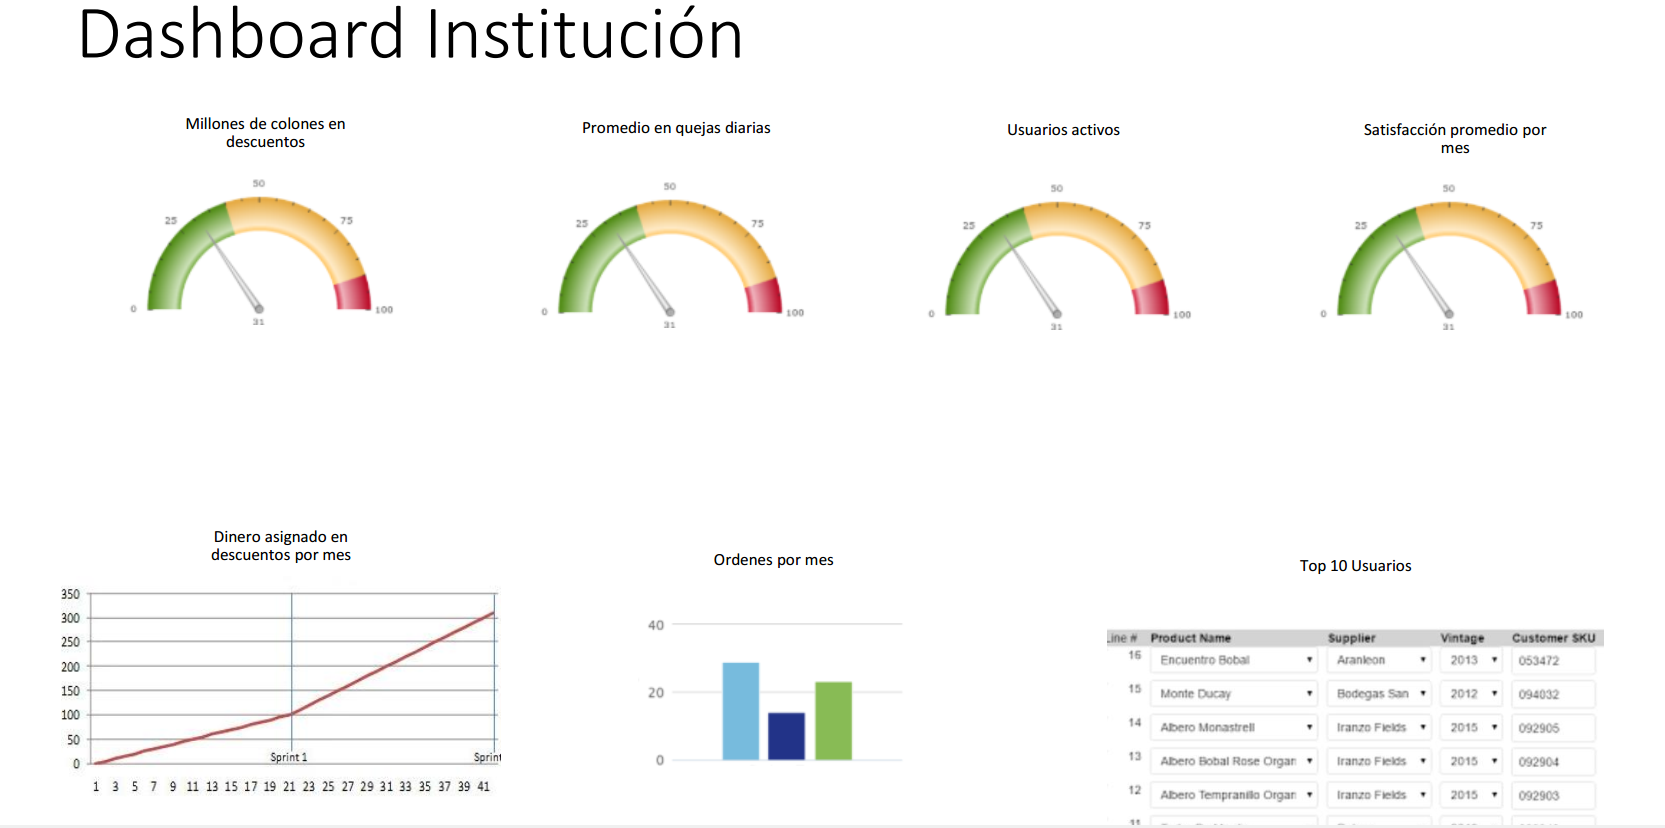 Dashboard Institución
Millones de colones en
descuentos
Promedio en quejas diarias
Usuarios activos
Satisfacción promedio por
mes
0 25 50 75 100
31
0 25 50 75 100
31
0 25 50 75 100
31
0 25 50 75 100
31
Dinero asignado en
descuentos por mes
350
300
250
200
150
100
50
0
Sprint 1
Sprint
1 3 5 7 9 11 13 15 17 19 21 23 25 27 29 31 33 35 37 39 41
Ordenes por mes
40
20
0
Top 10 Usuarios
Line # Product Name Supplier Vintage Customer SKU
16 Encuentro Bobal Aranleon 2013 053472
15 Monte Ducay Bodegas San 2012 094032
14 Albero Monastrell Iranzo Fields 2015 092905
13 Albero Bobal Rose Organ Iranzo Fields 2015 092904
12 Albero Tempranillo Organ Iranzo Fields 2015 092903
11